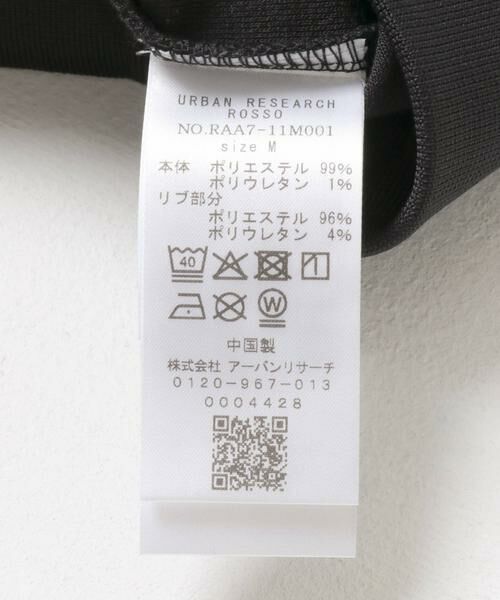 URBAN RESEARCH
ROSSO
NO.RAA7-11M001
size M
本体 ポリエステル 99%
ポリウレタン 1%
リブ部分
ポリエステル 96%
ポリウレタン 4%
40
W
中国製
株式会社 アーバンリサーチ
0120-967-013
0004428